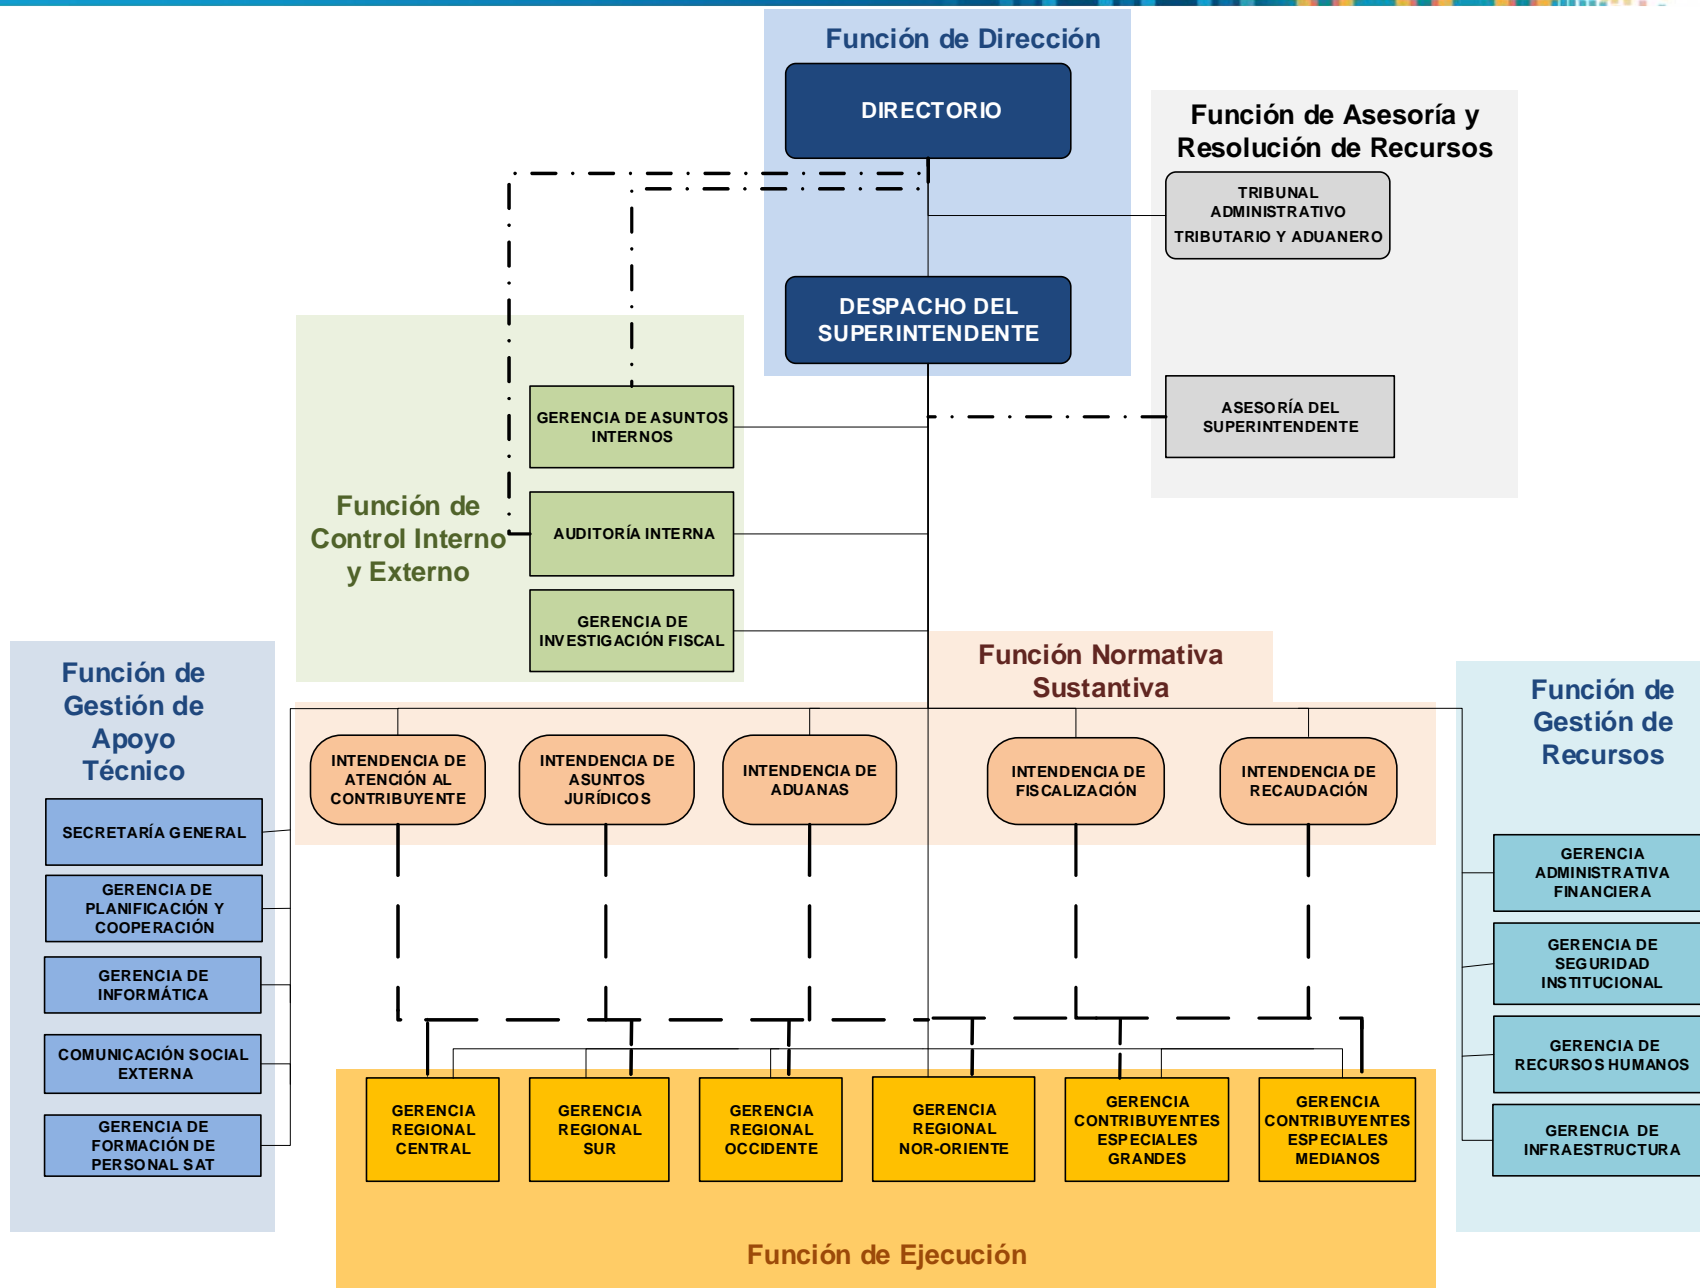 Función de Dirección
DIRECTORIO
DESPACHO DEL
SUPERINTENDENTE
Función de Asesoría y
Resolución de Recursos
TRIBUNAL
ADMINISTRATIVO
TRIBUTARIO Y ADUANERO
ASESORÍA DEL
SUPERINTENDENTE
Función de
Control Interno
y Externo
GERENCIA DE ASUNTOS
INTERNOS
AUDITORÍA INTERNA
GERENCIA DE
INVESTIGACIÓN FISCAL
Función Normativa
Sustantiva
INTENDENCIA DE
ATENCIÓN AL
CONTRIBUYENTE
INTENDENCIA DE
ASUNTOS
JURÍDICOS
INTENDENCIA DE
ADUANAS
INTENDENCIA DE
FISCALIZACIÓN
INTENDENCIA DE
RECAUDACIÓN
Función de
Gestión de
Apoyo
Técnico
SECRETARÍA GENERAL
GERENCIA DE
PLANIFICACIÓN Y
COOPERACIÓN
GERENCIA DE
INFORMÁTICA
COMUNICACIÓN SOCIAL
EXTERNA
GERENCIA DE
FORMACIÓN DE
PERSONAL SAT
Función de
Gestión de
Recursos
GERENCIA
ADMINISTRATIVA
FINANCIERA
GERENCIA DE
SEGURIDAD
INSTITUCIONAL
GERENCIA DE
RECURSOS HUMANOS
GERENCIA DE
INFRAESTRUCTURA
GERENCIA
REGIONAL
CENTRAL
GERENCIA
REGIONAL
SUR
GERENCIA
REGIONAL
OCCIDENTE
GERENCIA
REGIONAL
NOR-ORIENTE
GERENCIA
CONTRIBUYENTES
ESPECIALES
GRANDES
GERENCIA
CONTRIBUYENTES
ESPECIALES
MEDIANOS
Función de Ejecución